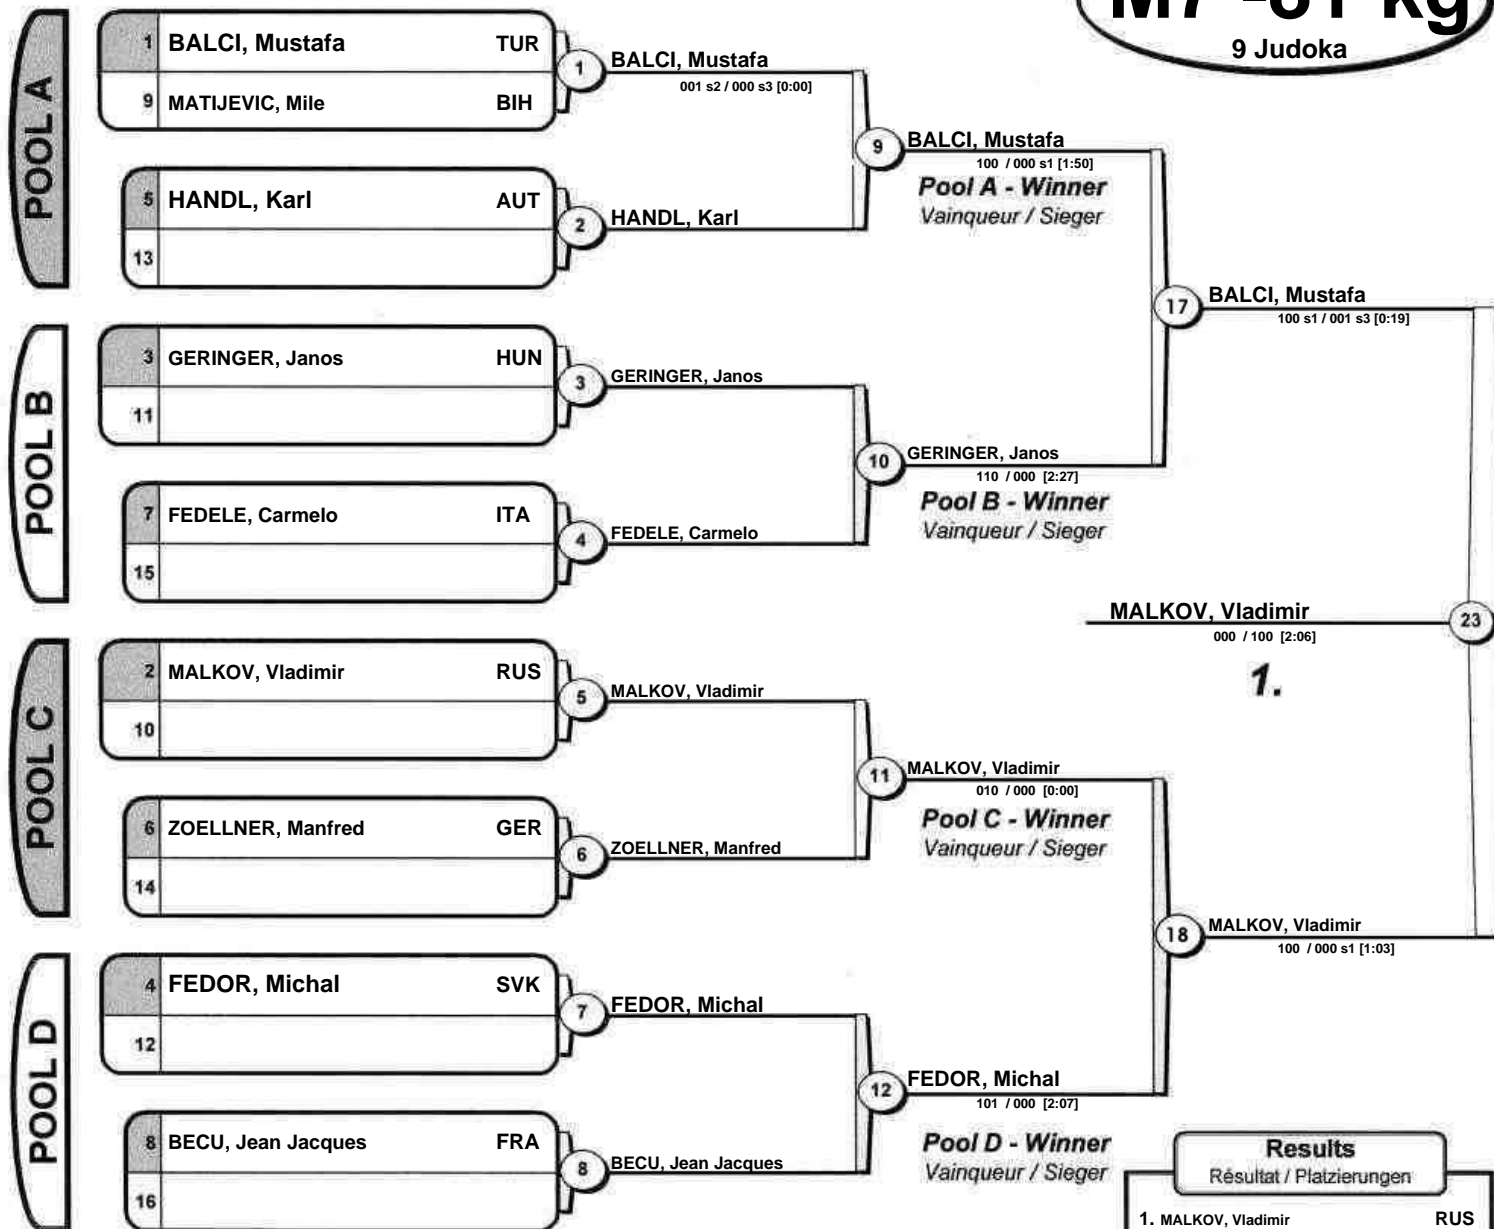 M7 -81 kg
9 Judoka
POOL A
1 BALCI, Mustafa TUR
9 MATIJEVIC, Mile BIH
1 BALCI, Mustafa
001 s2 / 000 s3 [0:00]
5 HANDL, Karl AUT
13
2 HANDL, Karl
9 BALCI, Mustafa
100 / 000 s1 [1:50]
Pool A - Winner
Vainqueur / Sieger
POOL B
3 GERINGER, Janos HUN
11
3 GERINGER, Janos
7 FEDELE, Carmelo ITA
15
4 FEDELE, Carmelo
10 GERINGER, Janos
110 / 000 [2:27]
Pool B - Winner
Vainqueur / Sieger
17 BALCI, Mustafa
100 s1 / 001 s3 [0:19]
MALKOV, Vladimir 23
000 / 100 [2:06]
1.
POOL C
2 MALKOV, Vladimir RUS
10
5 MALKOV, Vladimir
6 ZOELLNER, Manfred GER
14
6 ZOELLNER, Manfred
11 MALKOV, Vladimir
010 / 000 [0:00]
Pool C - Winner
Vainqueur / Sieger
18 MALKOV, Vladimir
100 / 000 s1 [1:03]
POOL D
4 FEDOR, Michal SVK
12
7 FEDOR, Michal
8 BECU, Jean Jacques FRA
16
8 BECU, Jean Jacques
12 FEDOR, Michal
101 / 000 [2:07]
Pool D - Winner
Vainqueur / Sieger
Results
Résultat / Platzierungen
1. MALKOV, Vladimir RUS